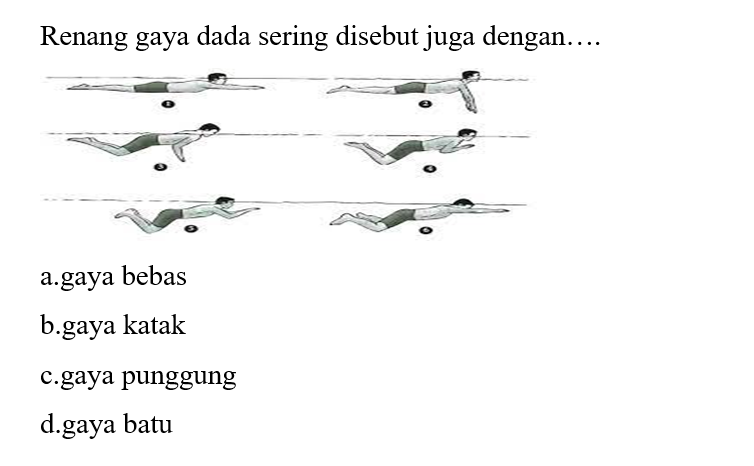 Renang gaya dada sering disebut juga dengan….
1
2
3
4
5
6
a.gaya bebas
b.gaya katak
c.gaya punggung
d.gaya batu